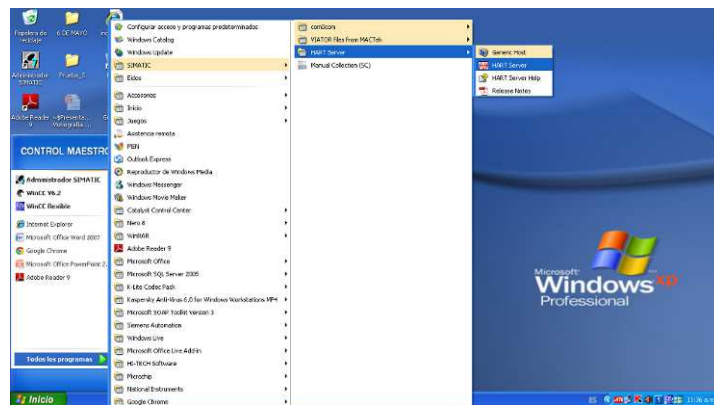 Papelera de reciclaje
6 DE MAYO
Administrador SIMATIC
Prueba_5
Adobe Reader 9
CONTROL MAESTRO
Administrador SIMATIC
WinCC V6.2
WinCC flexible
Internet Explorer
Microsoft Office Word 2007
Google Chrome
Microsoft Office PowerPoint 2
Adobe Reader 9
Todos los programas
Inicio
Configurar acceso y programas predeterminados
Windows Catalog
Windows Update
SIMATIC
Eidos
Accesorios
Inicio
Juegos
Asistencia remota
MSN
Outlook Express
Reproductor de Windows Media
Windows Messenger
Windows Movie Maker
Catalyst Control Center
Nero 8
WinRAR
Adobe Reader 9
Microsoft Office
Microsoft SQL Server 2005
K-Lite Codec Pack
Kaspersky Anti-Virus 6.0 for Windows Workstations MP4
Microsoft SOAP Toolkit Version 3
Siemens Automation
Windows Live
Microsoft Office Live Add-in
HI-TECH Software
Microchip
National Instruments
Google Chrome
VIATOR Files from MACTek
HART Server
Manual Collection (SC)
Generic Host
HART Server
HART Server Help
Release Notes
Microsoft
Windows xp
Professional
ES
11:36 a.m.